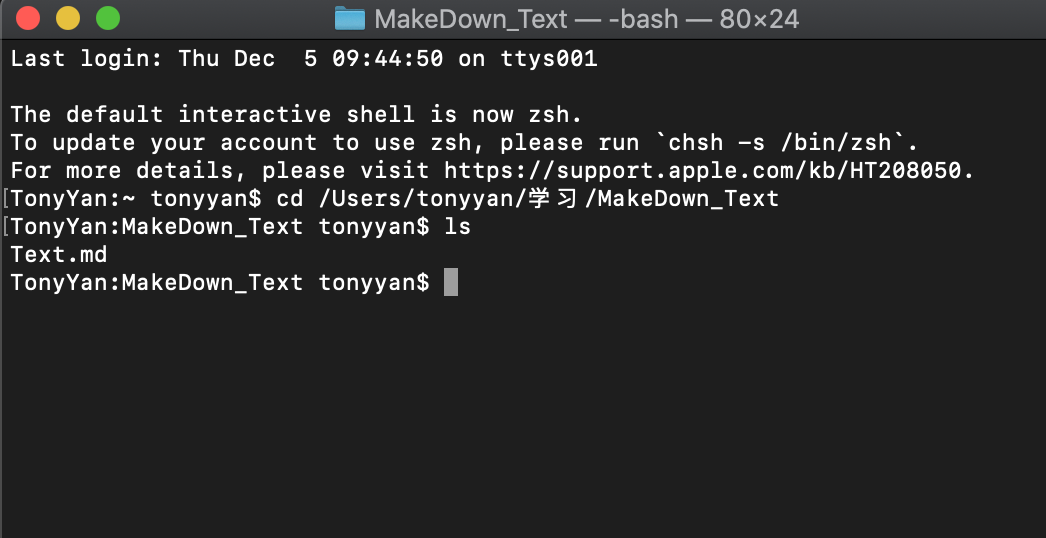 MakeDown_Text — -bash — 80×24
Last login: Thu Dec  5 09:44:50 on ttys001
The default interactive shell is now zsh.
To update your account to use zsh, please run `chsh -s /bin/zsh`.
For more details, please visit https://support.apple.com/kb/HT208050.
[TonyYan:~ tonyyan$ cd /Users/tonyyan/学习/MakeDown_Text
[TonyYan:MakeDown_Text tonyyan$ ls
Text.md
TonyYan:MakeDown_Text tonyyan$